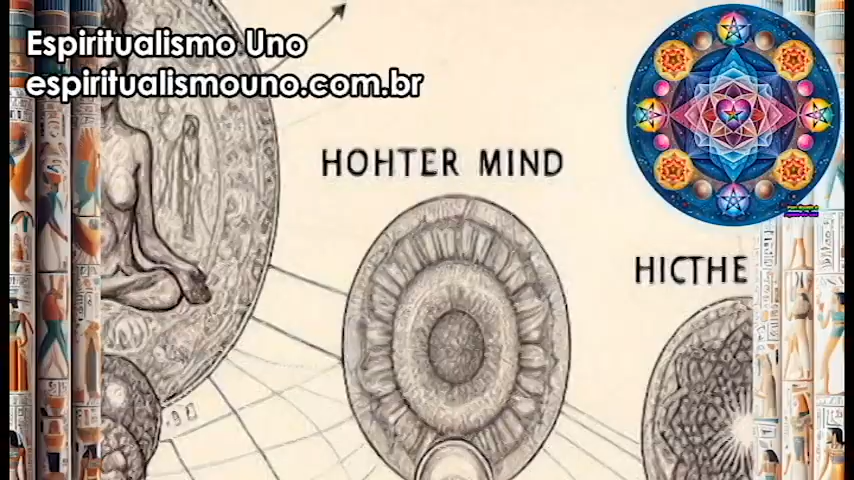 Espiritualismo Uno
espiritualismouno.com.br
HOHTER MIND
HICTHE